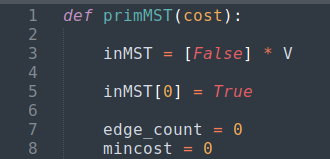 1 def primMST(cost):
2
3     inMST = [False] * V
4
5     inMST[0] = True
6
7     edge_count = 0
8     mincost = 0